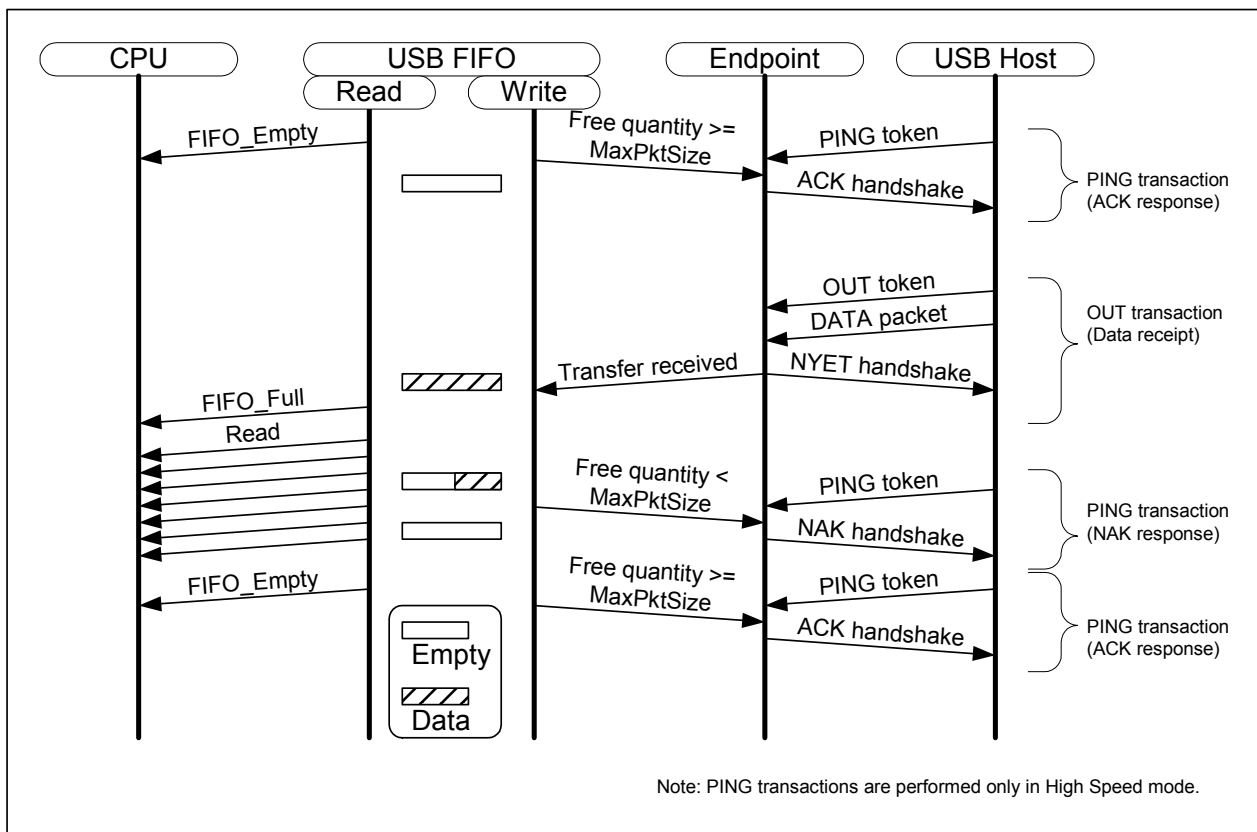 CPU
USB FIFO
Endpoint
USB Host
Read
Write
FIFO_Empty
Free quantity >=
MaxPktSize
PING token
ACK handshake
PING transaction
(ACK response)
OUT token
DATA packet
OUT transaction
(Data receipt)
Transfer received
NYET handshake
FIFO_Full
Read
Free quantity <
MaxPktSize
PING token
NAK handshake
PING transaction
(NAK response)
FIFO_Empty
Free quantity >=
MaxPktSize
PING token
ACK handshake
PING transaction
(ACK response)
Empty
Data
Note: PING transactions are performed only in High Speed mode.